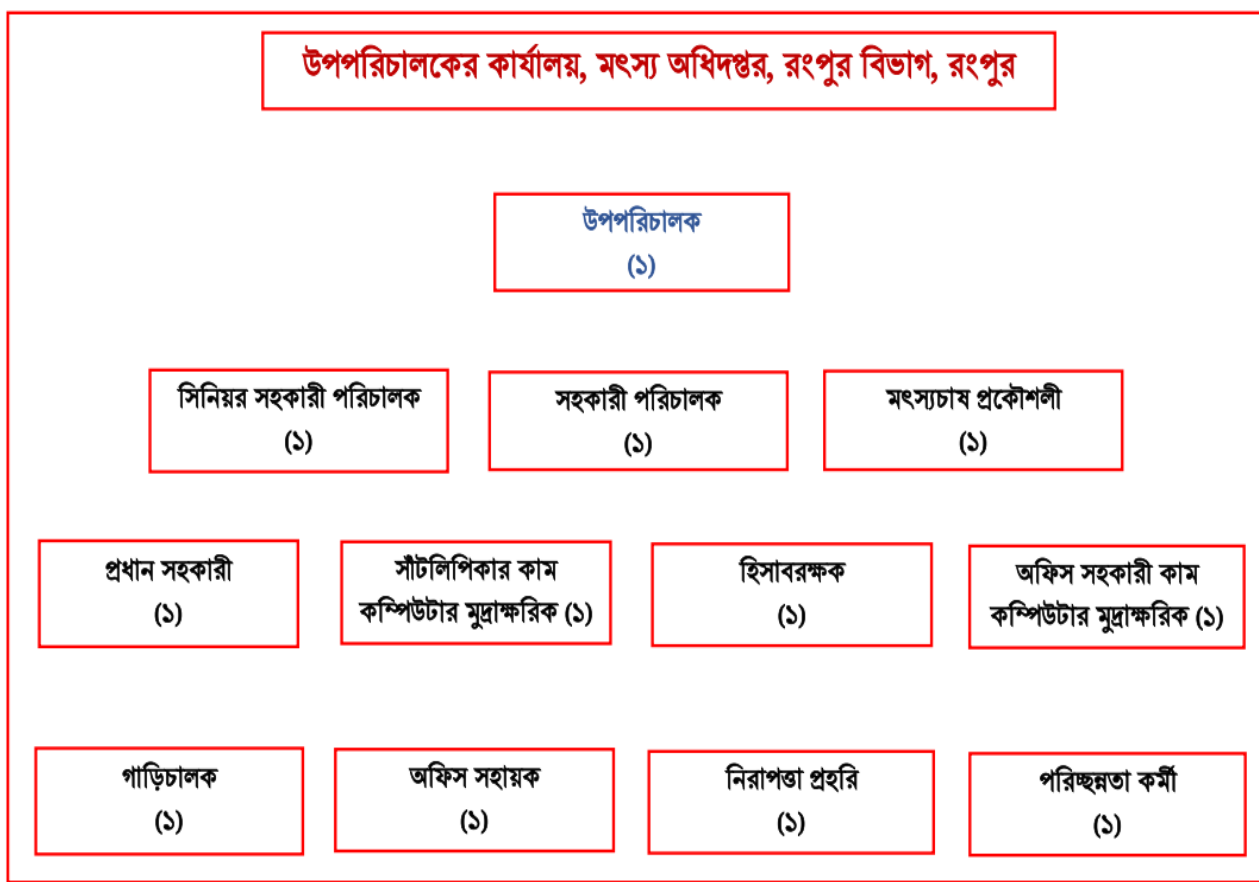 উপপরিচালকের কার্যালয়, মৎস্য অধিদপ্তর, রংপুর বিভাগ, রংপুর
উপপরিচালক
(১)
সিনিয়র সহকারী পরিচালক
(১)
সহকারী পরিচালক
(১)
মৎস্যচাষ প্রকৌশলী
(১)
প্রধান সহকারী
(১)
সাঁটলিপিকার কাম
কম্পিউটার মুদ্রাক্ষরিক (১)
হিসাবরক্ষক
(১)
অফিস সহকারী কাম
কম্পিউটার মুদ্রাক্ষরিক (১)
গাড়িচালক
(১)
অফিস সহায়ক
(১)
নিরাপত্তা প্রহরি
(১)
পরিচ্ছন্নতা কর্মী
(১)